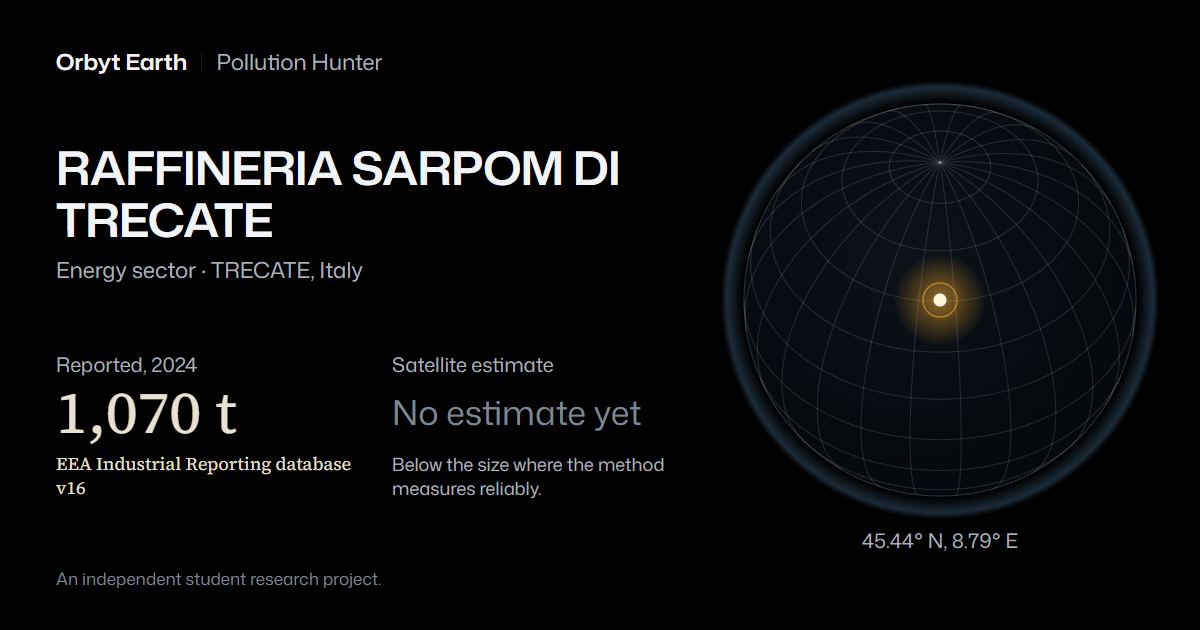 Orbyt Earth | Pollution Hunter
RAFFINERIA SARPOM DI
TRECATE
Energy sector · TRECATE, Italy
Reported, 2024
1,070 t
EEA Industrial Reporting database
v16
Satellite estimate
No estimate yet
Below the size where the method
measures reliably.
45.44° N, 8.79° E
An independent student research project.